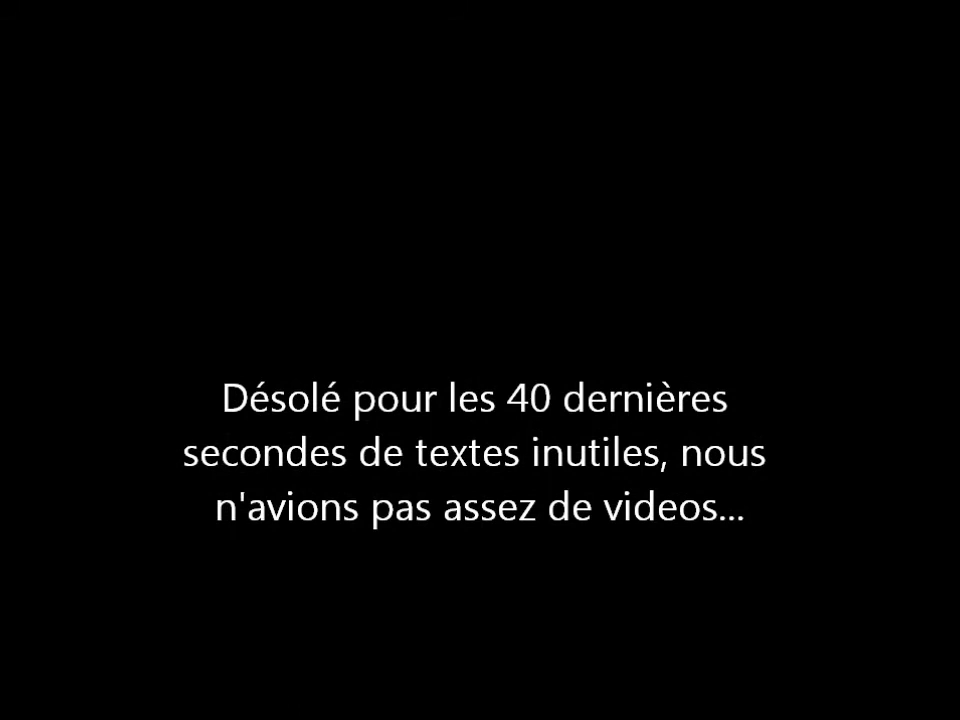 Désolé pour les 40 dernières
secondes de textes inutiles, nous
n'avions pas assez de videos...